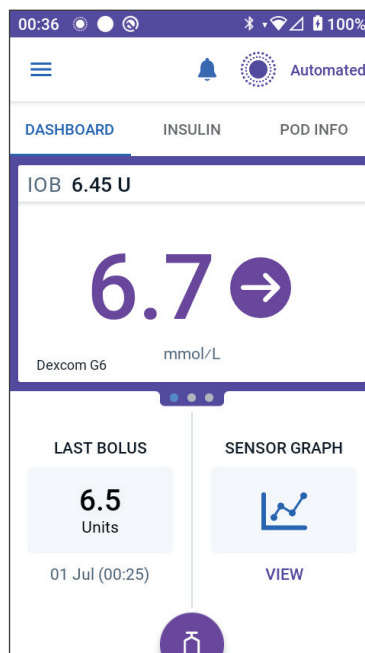 00:36 100%
Automated
DASHBOARD INSULIN POD INFO
IOB 6.45 U
6.7
mmol/L
Dexcom G6
LAST BOLUS SENSOR GRAPH
6.5
Units
01 Jul (00:25) VIEW